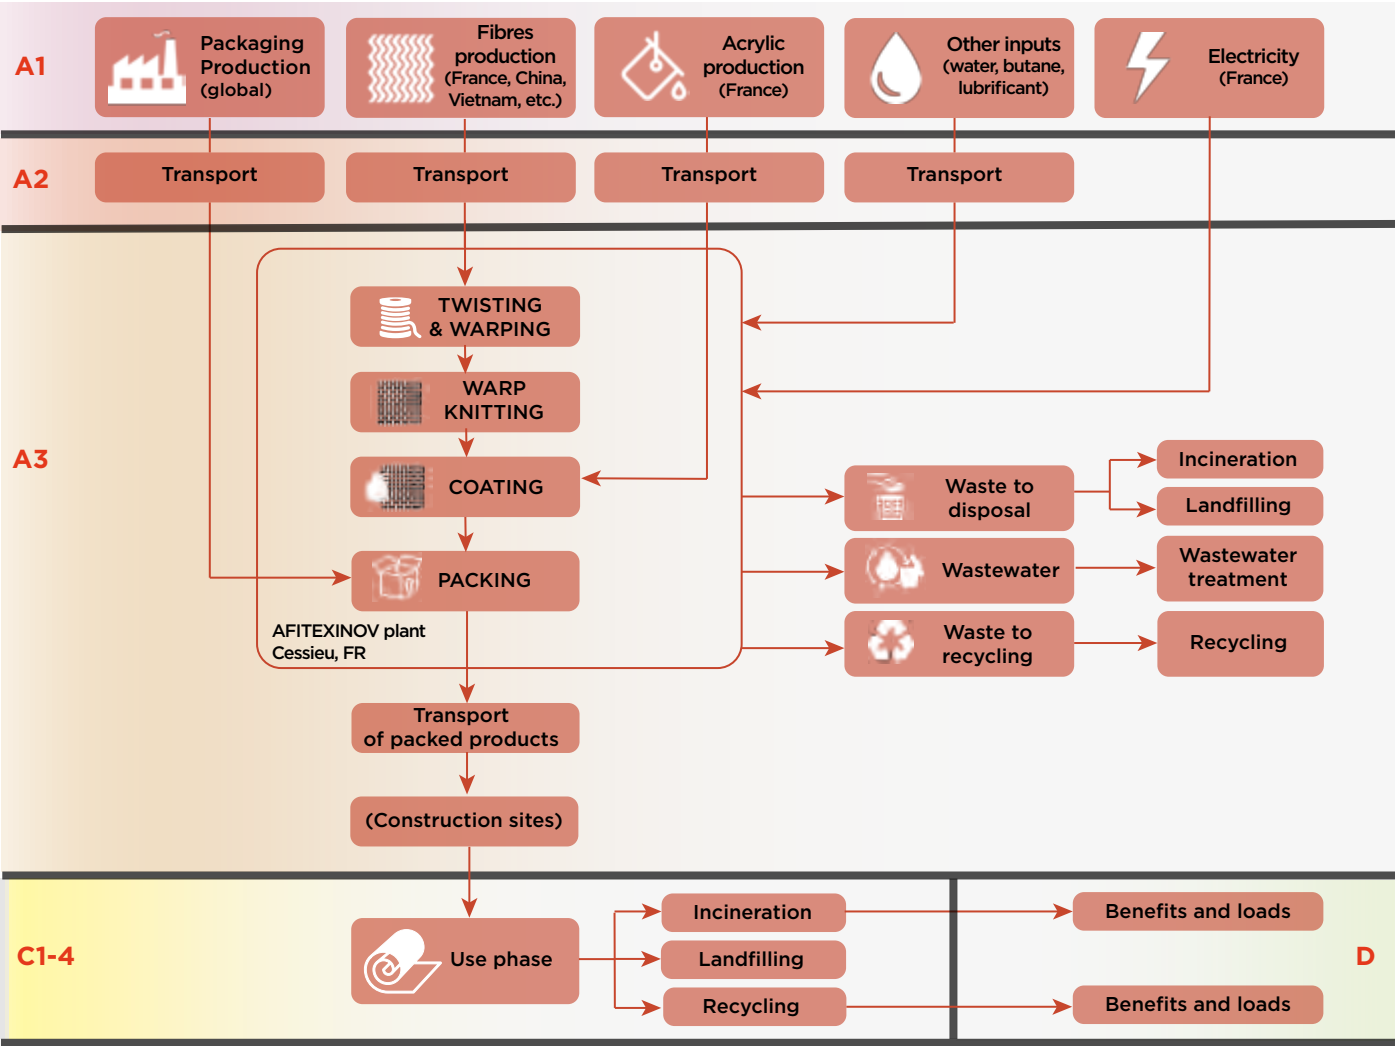 A1
Packaging
Production
(global)
Fibres
production
(France, China,
Vietnam, etc.)
Acrylic
production
(France)
Other inputs
(water, butane,
lubrificant)
Electricity
(France)
A2
Transport
Transport
Transport
Transport
A3
TWISTING
& WARPING
WARP
KNITTING
COATING
PACKING
AFITEXINOV plant
Cessieu, FR
Waste to
disposal
Incineration
Landfilling
Wastewater
Wastewater
treatment
Waste to
recycling
Recycling
Transport
of packed products
(Construction sites)
C1-4
Use phase
Incineration
Landfilling
Recycling
Benefits and loads
Benefits and loads
D